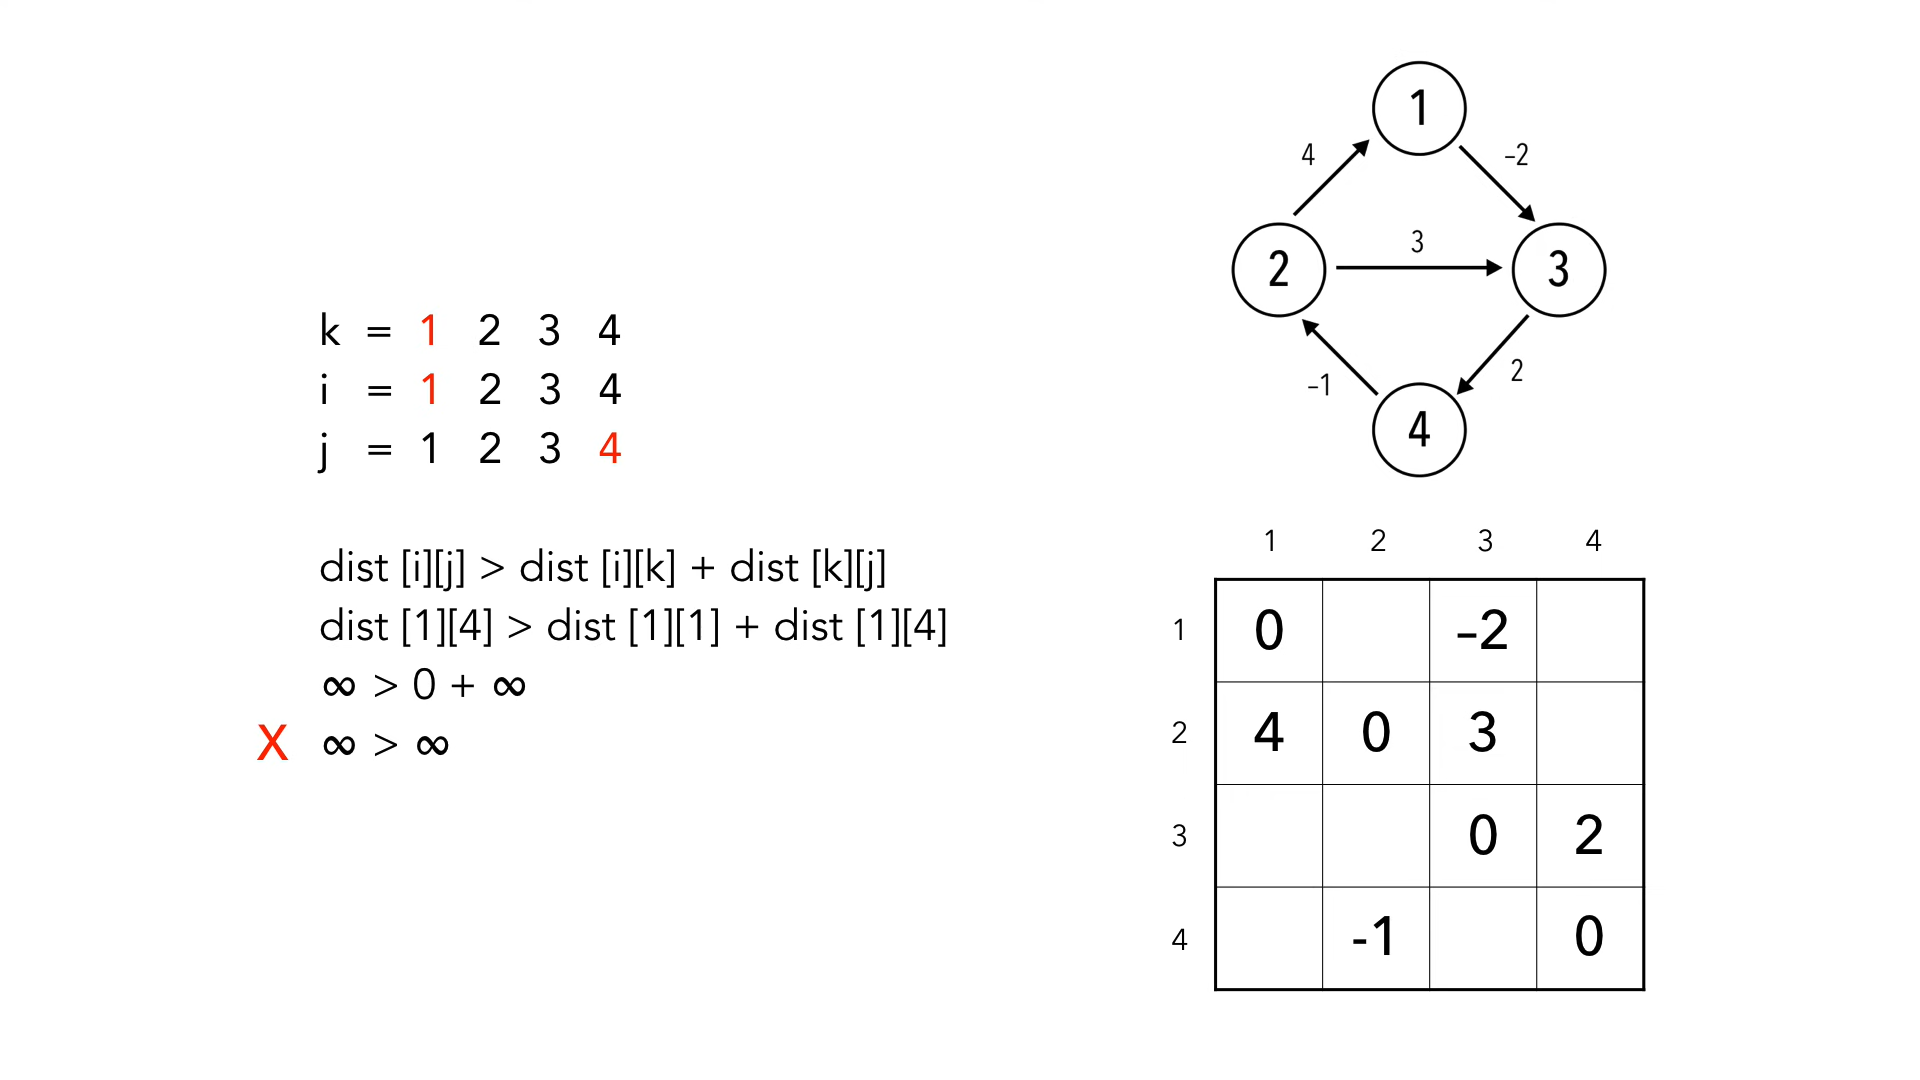 k = 1 2 3 4
i = 1 2 3 4
j = 1 2 3 4
dist [i][j] > dist [i][k] + dist [k][j]
dist [1][4] > dist [1][1] + dist [1][4]
∞ > 0 + ∞
X ∞ > ∞
1
4
–2
2
3
3
–1
2
4
1 2 3 4
1 0 –2
2 4 0 3
3 0 2
4 -1 0